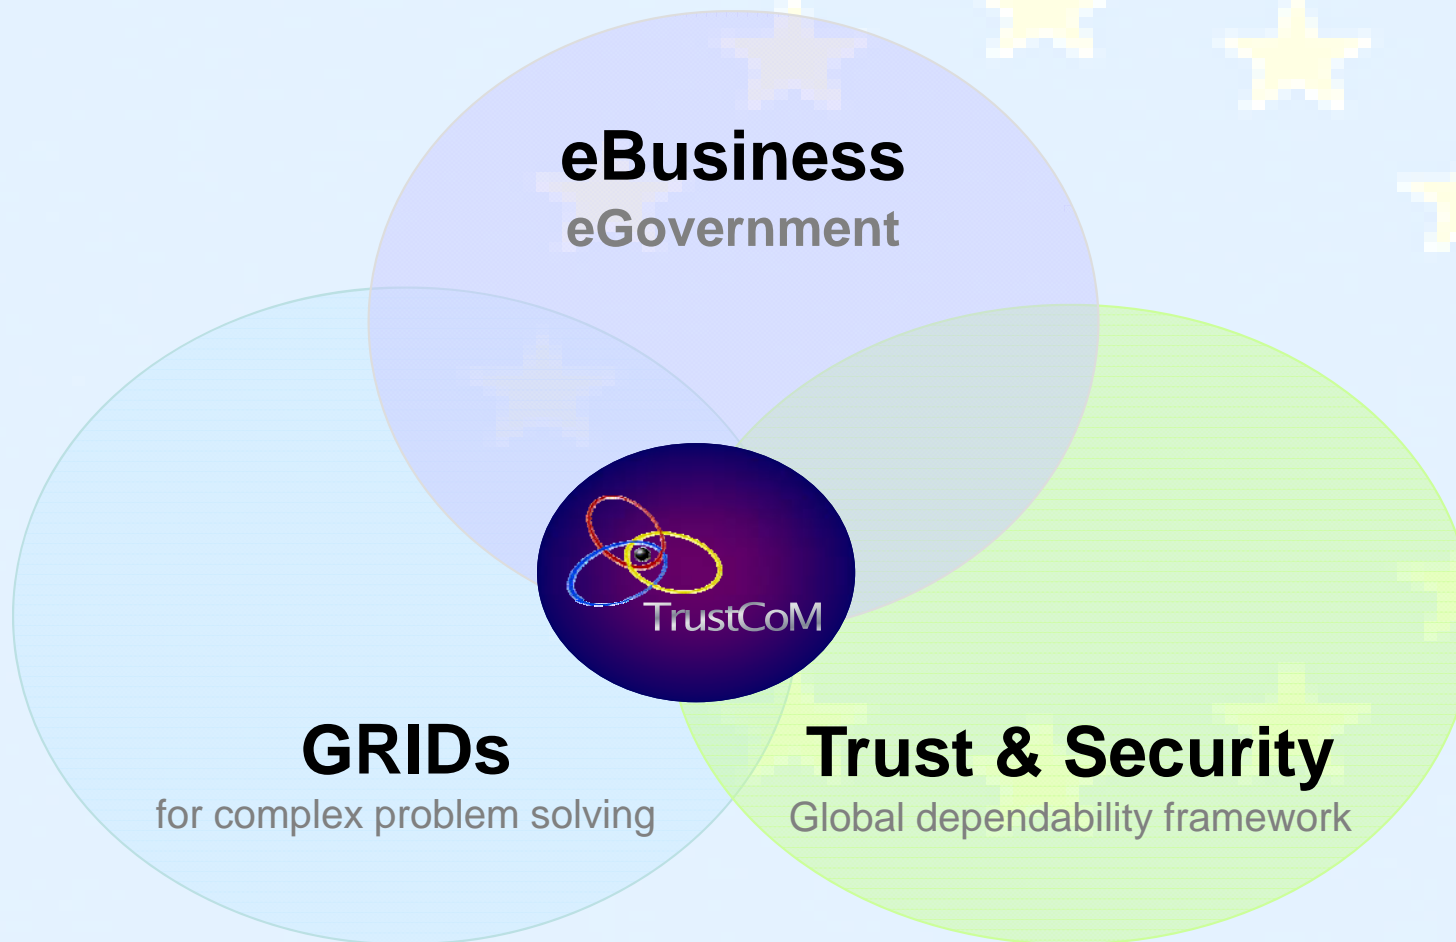 eBusiness
eGovernment
TrustCoM
GRIDs
for complex problem solving
Trust & Security
Global dependability framework